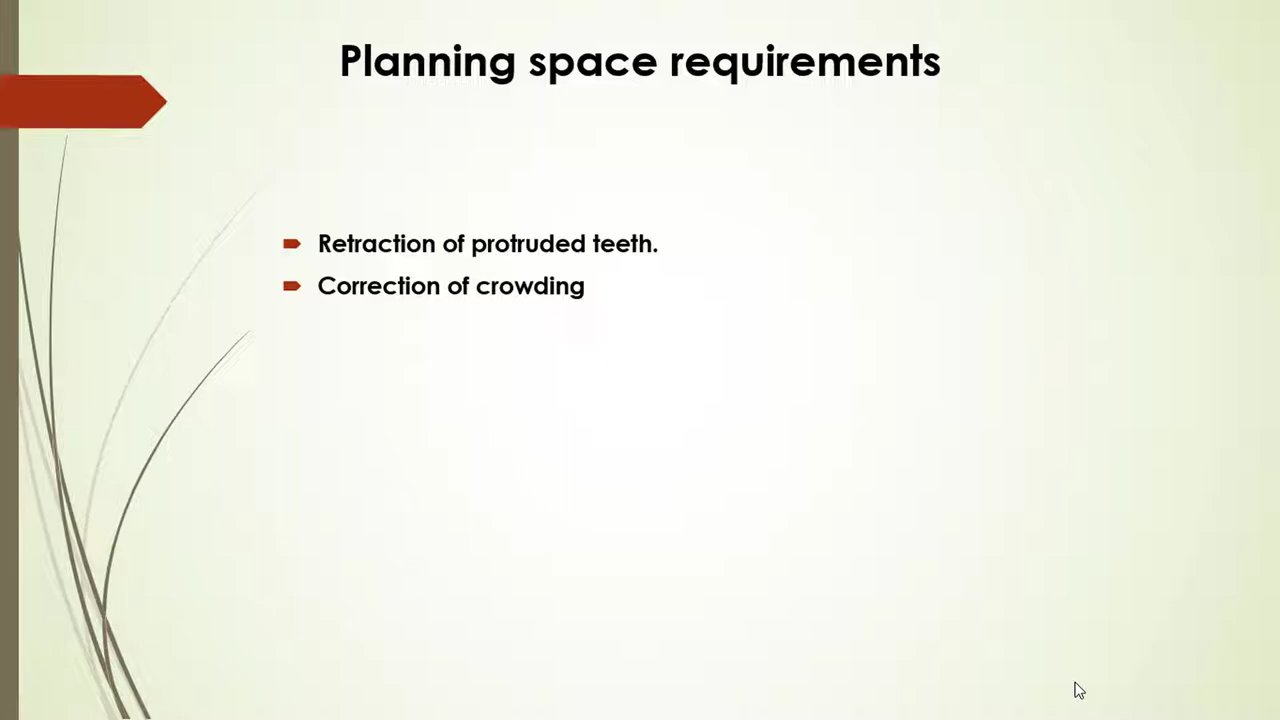 Planning space requirements
Retraction of protruded teeth.
Correction of crowding